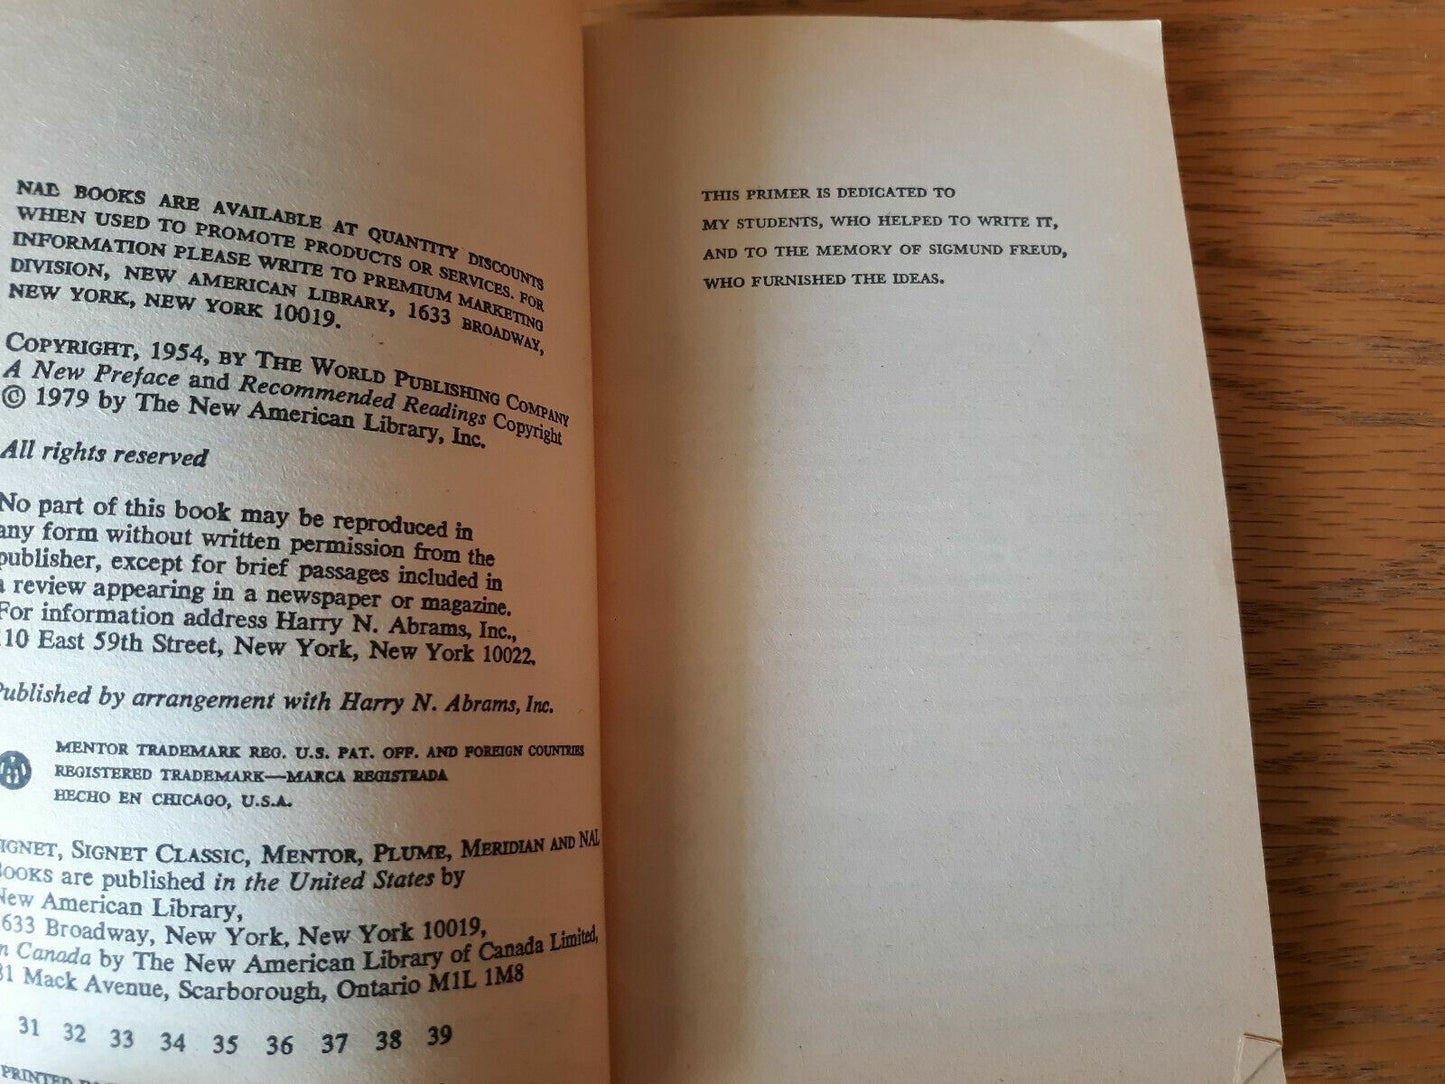 NAL BOOKS ARE AVAILABLE AT QUANTITY DISCOUNTS
WHEN USED TO PROMOTE PRODUCTS OR SERVICES. FOR
INFORMATION PLEASE WRITE TO PREMIUM MARKETING
DIVISION, NEW AMERICAN LIBRARY, 1633 BROADWAY,
NEW YORK, NEW YORK 10019.
COPYRIGHT, 1954, BY THE WORLD PUBLISHING COMPANY
A New Preface and Recommended Readings Copyright
© 1979 by The New American Library, Inc.
All rights reserved
No part of this book may be reproduced in
any form without written permission from the
publisher, except for brief passages included in
a review appearing in a newspaper or magazine.
For information address Harry N. Abrams, Inc.,
110 East 59th Street, New York, New York 10022.
Published by arrangement with Harry N. Abrams, Inc.
MENTOR TRADEMARK REG. U.S. PAT. OFF. AND FOREIGN COUNTRIES
REGISTERED TRADEMARK—MARCA REGISTRADA
HECHO EN CHICAGO, U.S.A.
SIGNET, SIGNET CLASSIC, MENTOR, PLUME, MERIDIAN AND NAL
BOOKS are published in the United States by
New American Library,
1633 Broadway, New York, New York 10019,
in Canada by The New American Library of Canada Limited,
81 Mack Avenue, Scarborough, Ontario M1L 1M8
31 32 33 34 35 36 37 38 39
PRINTED
THIS PRIMER IS DEDICATED TO
MY STUDENTS, WHO HELPED TO WRITE IT,
AND TO THE MEMORY OF SIGMUND FREUD,
WHO FURNISHED THE IDEAS.